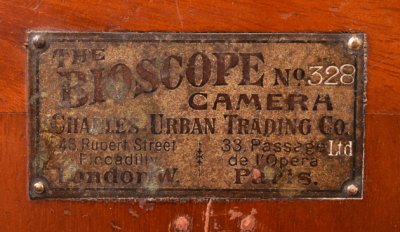 THE
BIOSCOPE No. 328
CAMERA
CHARLES URBAN TRADING CO. Ltd
48 Rupert Street
Piccadilly
London W.
33. Passage
de l'Opera
Paris.